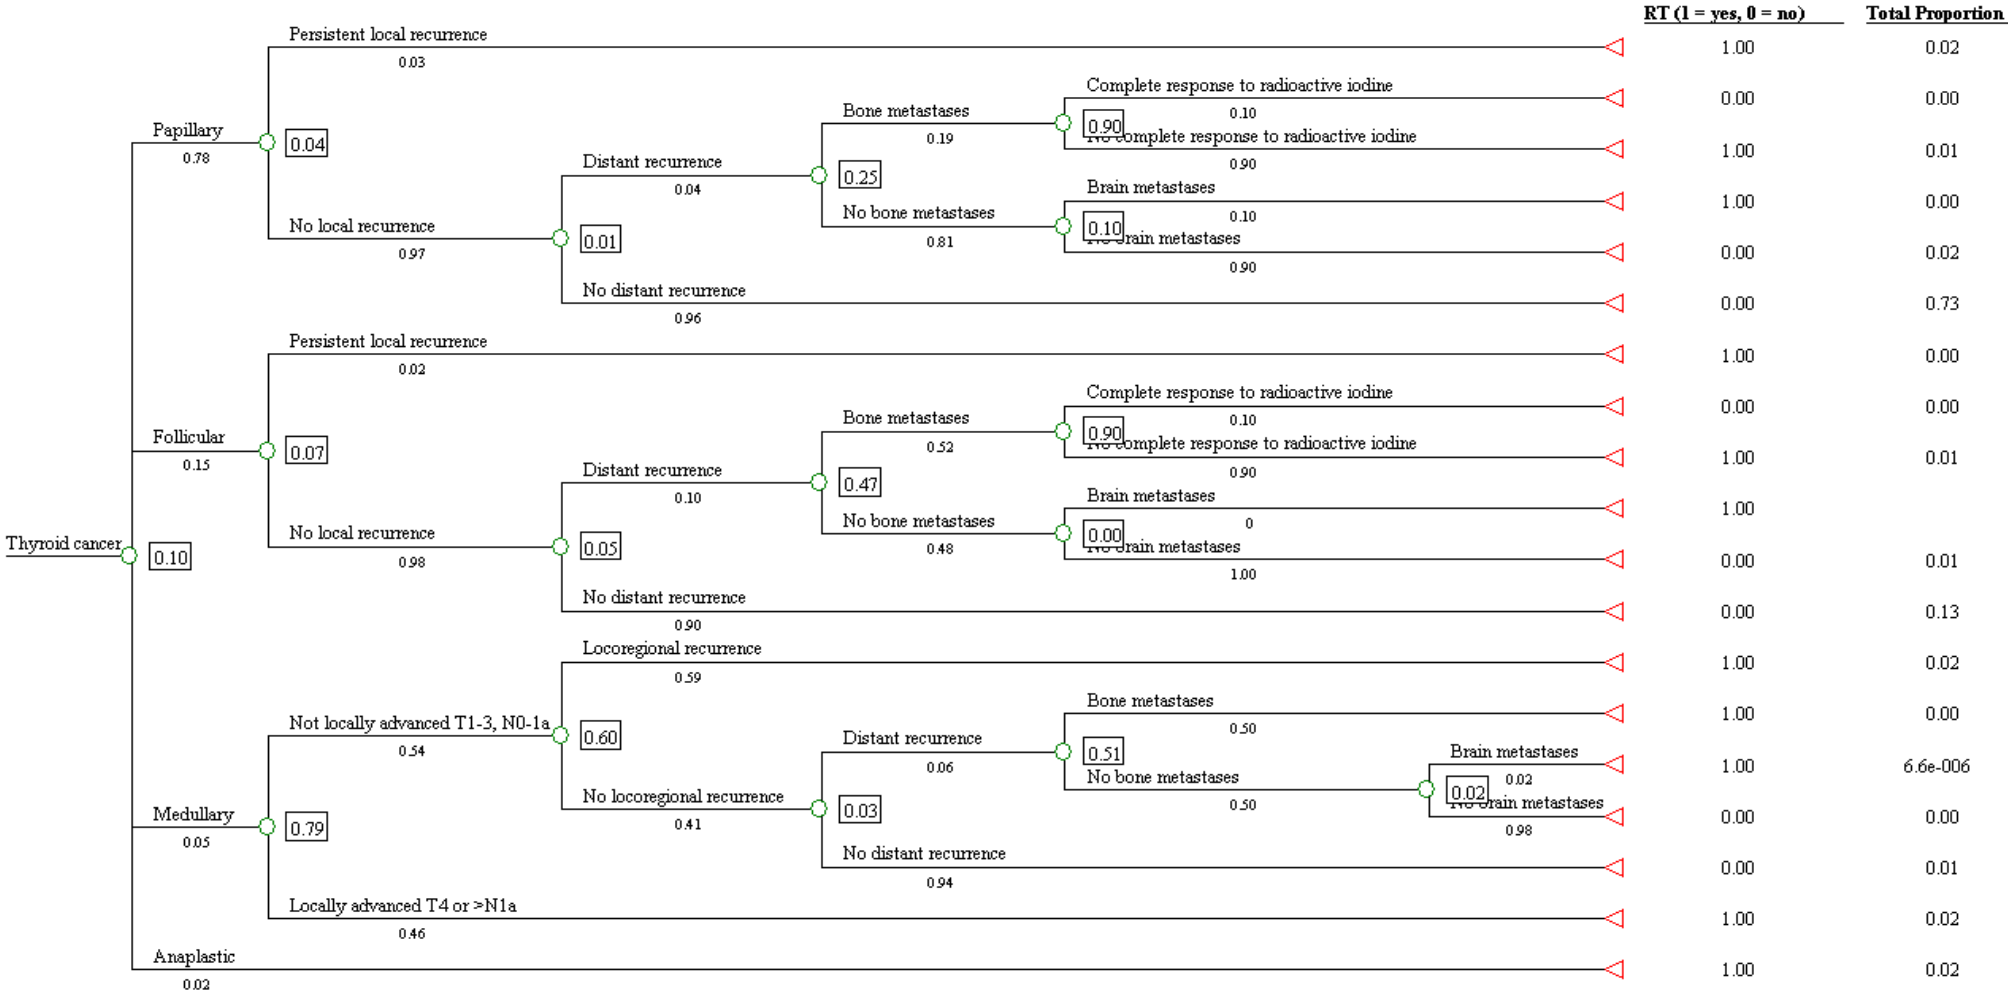 RT (1 = yes, 0 = no) Total Proportion
Persistent local recurrence
0.03 1.00 0.02
Complete response to radioactive iodine
0.10 0.00 0.00
Bone metastases
0.19 0.90
complete response to radioactive iodine
0.90 1.00 0.01
Papillary
0.78 0.04
Distant recurrence
0.04 0.25
Brain metastases
0.10 1.00 0.00
No bone metastases
0.81 0.10
brain metastases
0.90 0.00 0.02
No local recurrence
0.97 0.01
No distant recurrence
0.96 0.00 0.73
Persistent local recurrence
0.02 1.00 0.00
Complete response to radioactive iodine
0.10 0.00 0.00
Bone metastases
0.52 0.90
complete response to radioactive iodine
0.90 1.00 0.01
Follicular
0.15 0.07
Distant recurrence
0.10 0.47
Brain metastases
0 1.00
No bone metastases
0.48 0.00
brain metastases
1.00 0.00 0.01
No local recurrence
0.98 0.05
Thyroid cancer 0.10
No distant recurrence
0.90 0.00 0.13
Locoregional recurrence
0.59 1.00 0.02
Not locally advanced T1-3, N0-1a
0.54 0.60
Bone metastases
0.50 1.00 0.00
Distant recurrence
0.06 0.51
Brain metastases
0.02 1.00 6.6e-006
No bone metastases
0.50 0.02
brain metastases
0.98 0.00 0.00
No locoregional recurrence
0.41 0.03
Medullary
0.05 0.79
No distant recurrence
0.94 0.00 0.01
Locally advanced T4 or >N1a
0.46 1.00 0.02
Anaplastic
0.02 1.00 0.02